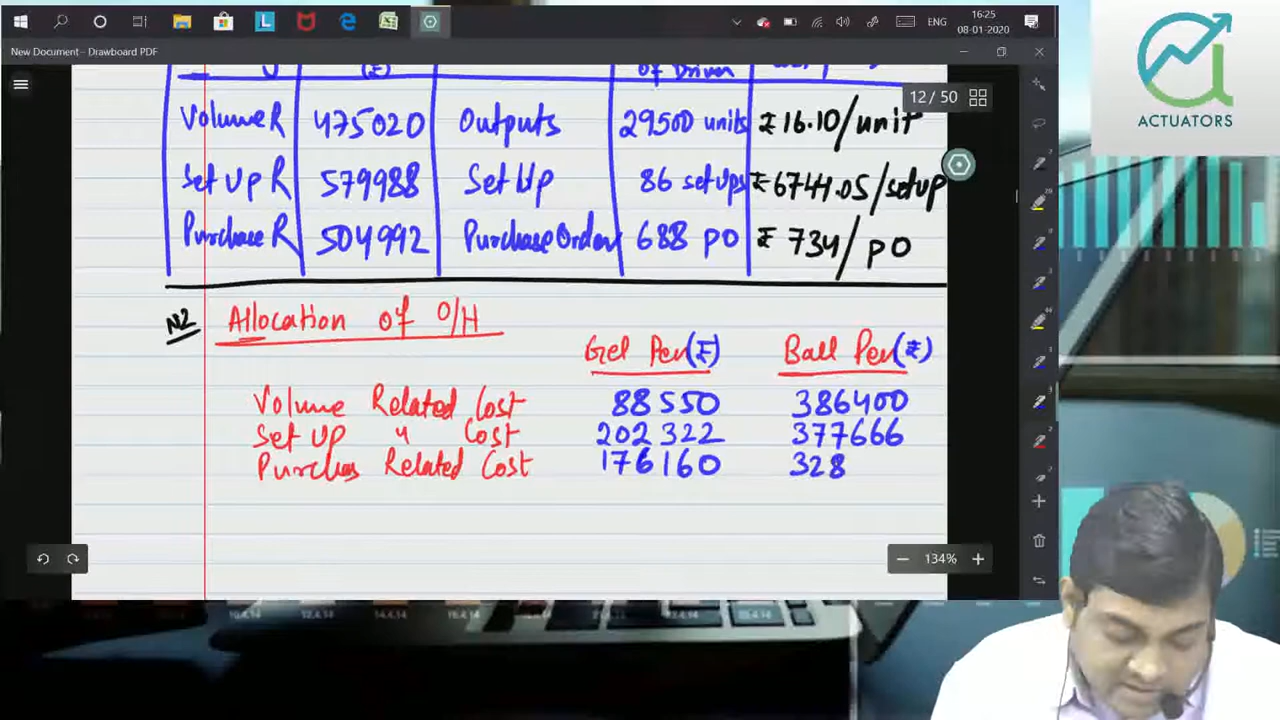 16:25
ENG
08-01-2020
New Document - Drawboard PDF
(₹) of Driver
12 / 50
Volume R 475020 Outputs 29500 units ₹16.10/unit
Set Up R 579988 Set Up 86 setups ₹6744.05/setup
Purchase R 504992 Purchase Order 688 PO ₹ 734/PO
N2 Allocation of O/H
Gel Pen(₹) Ball Pen(₹)
Volume Related Cost 88550 386400
Set Up " Cost 202322 377666
Purchas Related Cost 176160 328
134%
ACTUATORS